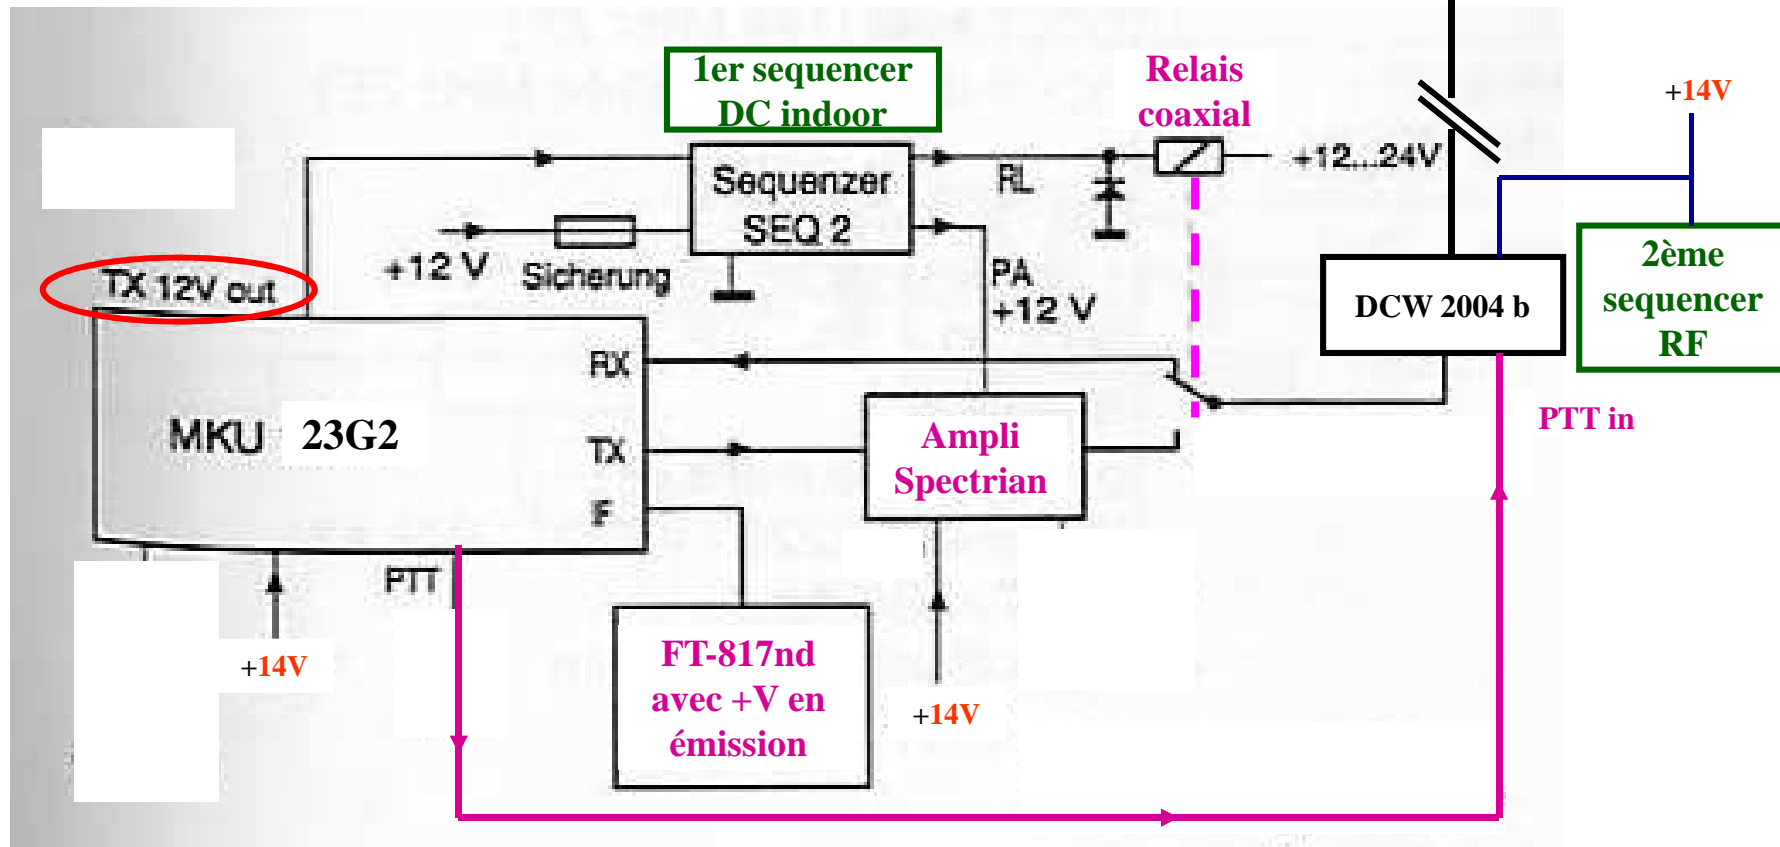 1er sequencer
DC indoor
Relais
coaxial
+14V
Sequenzer
SEQ 2
RL
+12...24V
+12 V
Sicherung
PA
+12 V
TX 12V out
2ème
sequencer
RF
DCW 2004 b
RX
MKU 23G2
TX
IF
PTT
Ampli
Spectrian
PTT in
+14V
FT-817nd
avec +V en
émission
+14V